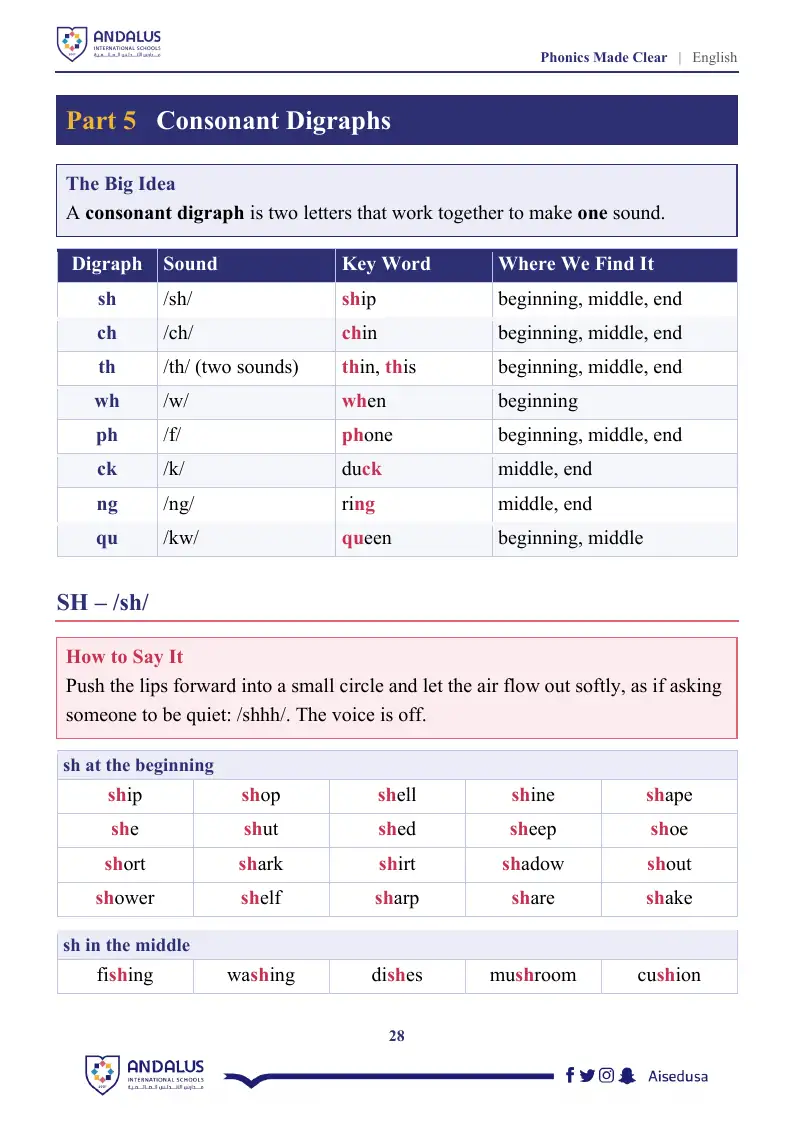 ANDALUS
INTERNATIONAL SCHOOLS
مدارس الأندلس العالمية
Phonics Made Clear | English
Part 5 Consonant Digraphs
The Big Idea
A consonant digraph is two letters that work together to make one sound.
Digraph Sound Key Word Where We Find It
sh /sh/ ship beginning, middle, end
ch /ch/ chin beginning, middle, end
th /th/ (two sounds) thin, this beginning, middle, end
wh /w/ when beginning
ph /f/ phone beginning, middle, end
ck /k/ duck middle, end
ng /ng/ ring middle, end
qu /kw/ queen beginning, middle
SH – /sh/
How to Say It
Push the lips forward into a small circle and let the air flow out softly, as if asking
someone to be quiet: /shhh/. The voice is off.
sh at the beginning
ship shop shell shine shape
she shut shed sheep shoe
short shark shirt shadow shout
shower shelf sharp share shake
sh in the middle
fishing washing dishes mushroom cushion
28
ANDALUS
INTERNATIONAL SCHOOLS
مدارس الأندلس العالمية
Aisedusa